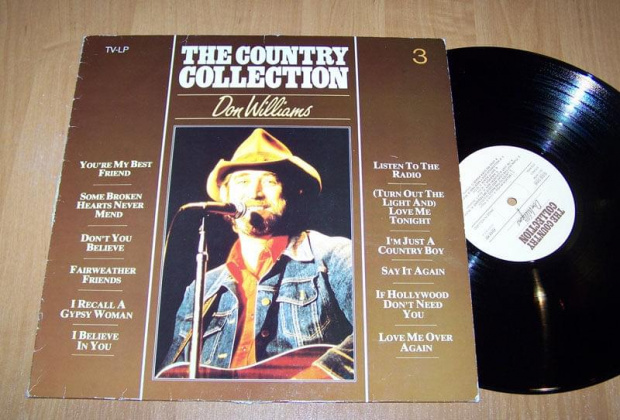 TV-LP
THE COUNTRY
COLLECTION
3
Don Williams
YOU'RE MY BEST
FRIEND
SOME BROKEN
HEARTS NEVER
MEND
DON'T YOU
BELIEVE
FAIRWEATHER
FRIENDS
I RECALL A
GYPSY WOMAN
I BELIEVE
IN YOU
LISTEN TO THE
RADIO
(TURN OUT THE
LIGHT AND)
LOVE ME
TONIGHT
I'M JUST A
COUNTRY BOY
SAY IT AGAIN
IF HOLLYWOOD
DON'T NEED
YOU
LOVE ME OVER
AGAIN
THE COUNTRY
COLLECTION
Don Williams